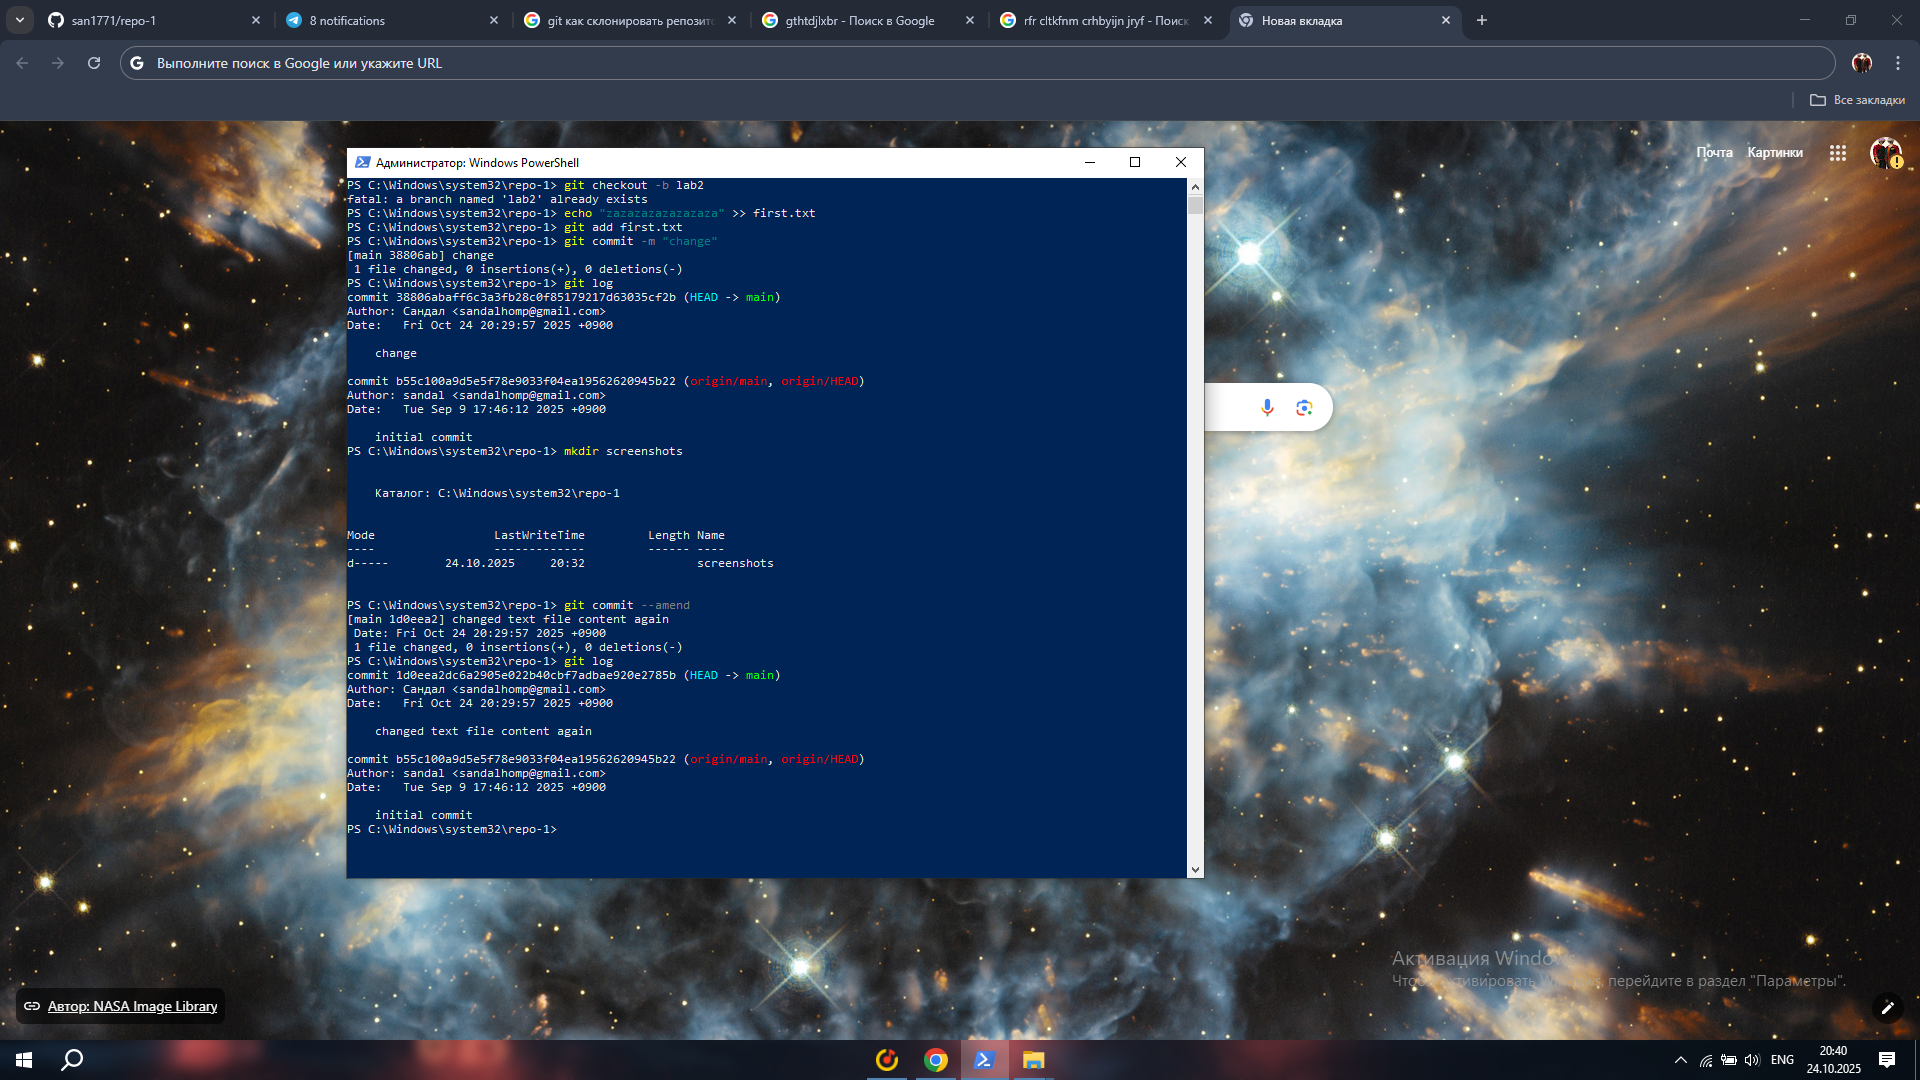 san1771/repo-1
8 notifications
git как склонировать репозит
gthtdjlxbr - Поиск в Google
rfr cltkfnm crhbyijn jryf - Поиск
Новая вкладка
Выполните поиск в Google или укажите URL
Все закладки
Почта Картинки
Администратор: Windows PowerShell
PS C:\Windows\system32\repo-1> git checkout -b lab2
fatal: a branch named 'lab2' already exists
PS C:\Windows\system32\repo-1> echo "zazazazazazazaza" >> first.txt
PS C:\Windows\system32\repo-1> git add first.txt
PS C:\Windows\system32\repo-1> git commit -m "change"
[main 38806ab] change
 1 file changed, 0 insertions(+), 0 deletions(-)
PS C:\Windows\system32\repo-1> git log
commit 38806abaff6c3a3fb28c0f85179217d63035cf2b (HEAD -> main)
Author: Сандал <sandalhomp@gmail.com>
Date:   Fri Oct 24 20:29:57 2025 +0900
    change
commit b55c100a9d5e5f78e9033f04ea19562620945b22 (origin/main, origin/HEAD)
Author: sandal <sandalhomp@gmail.com>
Date:   Tue Sep 9 17:46:12 2025 +0900
    initial commit
PS C:\Windows\system32\repo-1> mkdir screenshots
    Каталог: C:\Windows\system32\repo-1
Mode                 LastWriteTime         Length Name
----                 -------------         ------ ----
d-----        24.10.2025     20:32                screenshots
PS C:\Windows\system32\repo-1> git commit --amend
[main 1d0eea2] changed text file content again
 Date: Fri Oct 24 20:29:57 2025 +0900
 1 file changed, 0 insertions(+), 0 deletions(-)
PS C:\Windows\system32\repo-1> git log
commit 1d0eea2dc6a2905e022b40cbf7adbae920e2785b (HEAD -> main)
Author: Сандал <sandalhomp@gmail.com>
Date:   Fri Oct 24 20:29:57 2025 +0900
    changed text file content again
commit b55c100a9d5e5f78e9033f04ea19562620945b22 (origin/main, origin/HEAD)
Author: sandal <sandalhomp@gmail.com>
Date:   Tue Sep 9 17:46:12 2025 +0900
    initial commit
PS C:\Windows\system32\repo-1>
Активация Windows
перейдите в раздел "Параметры".
Автор: NASA Image Library
ENG
20:40
24.10.2025